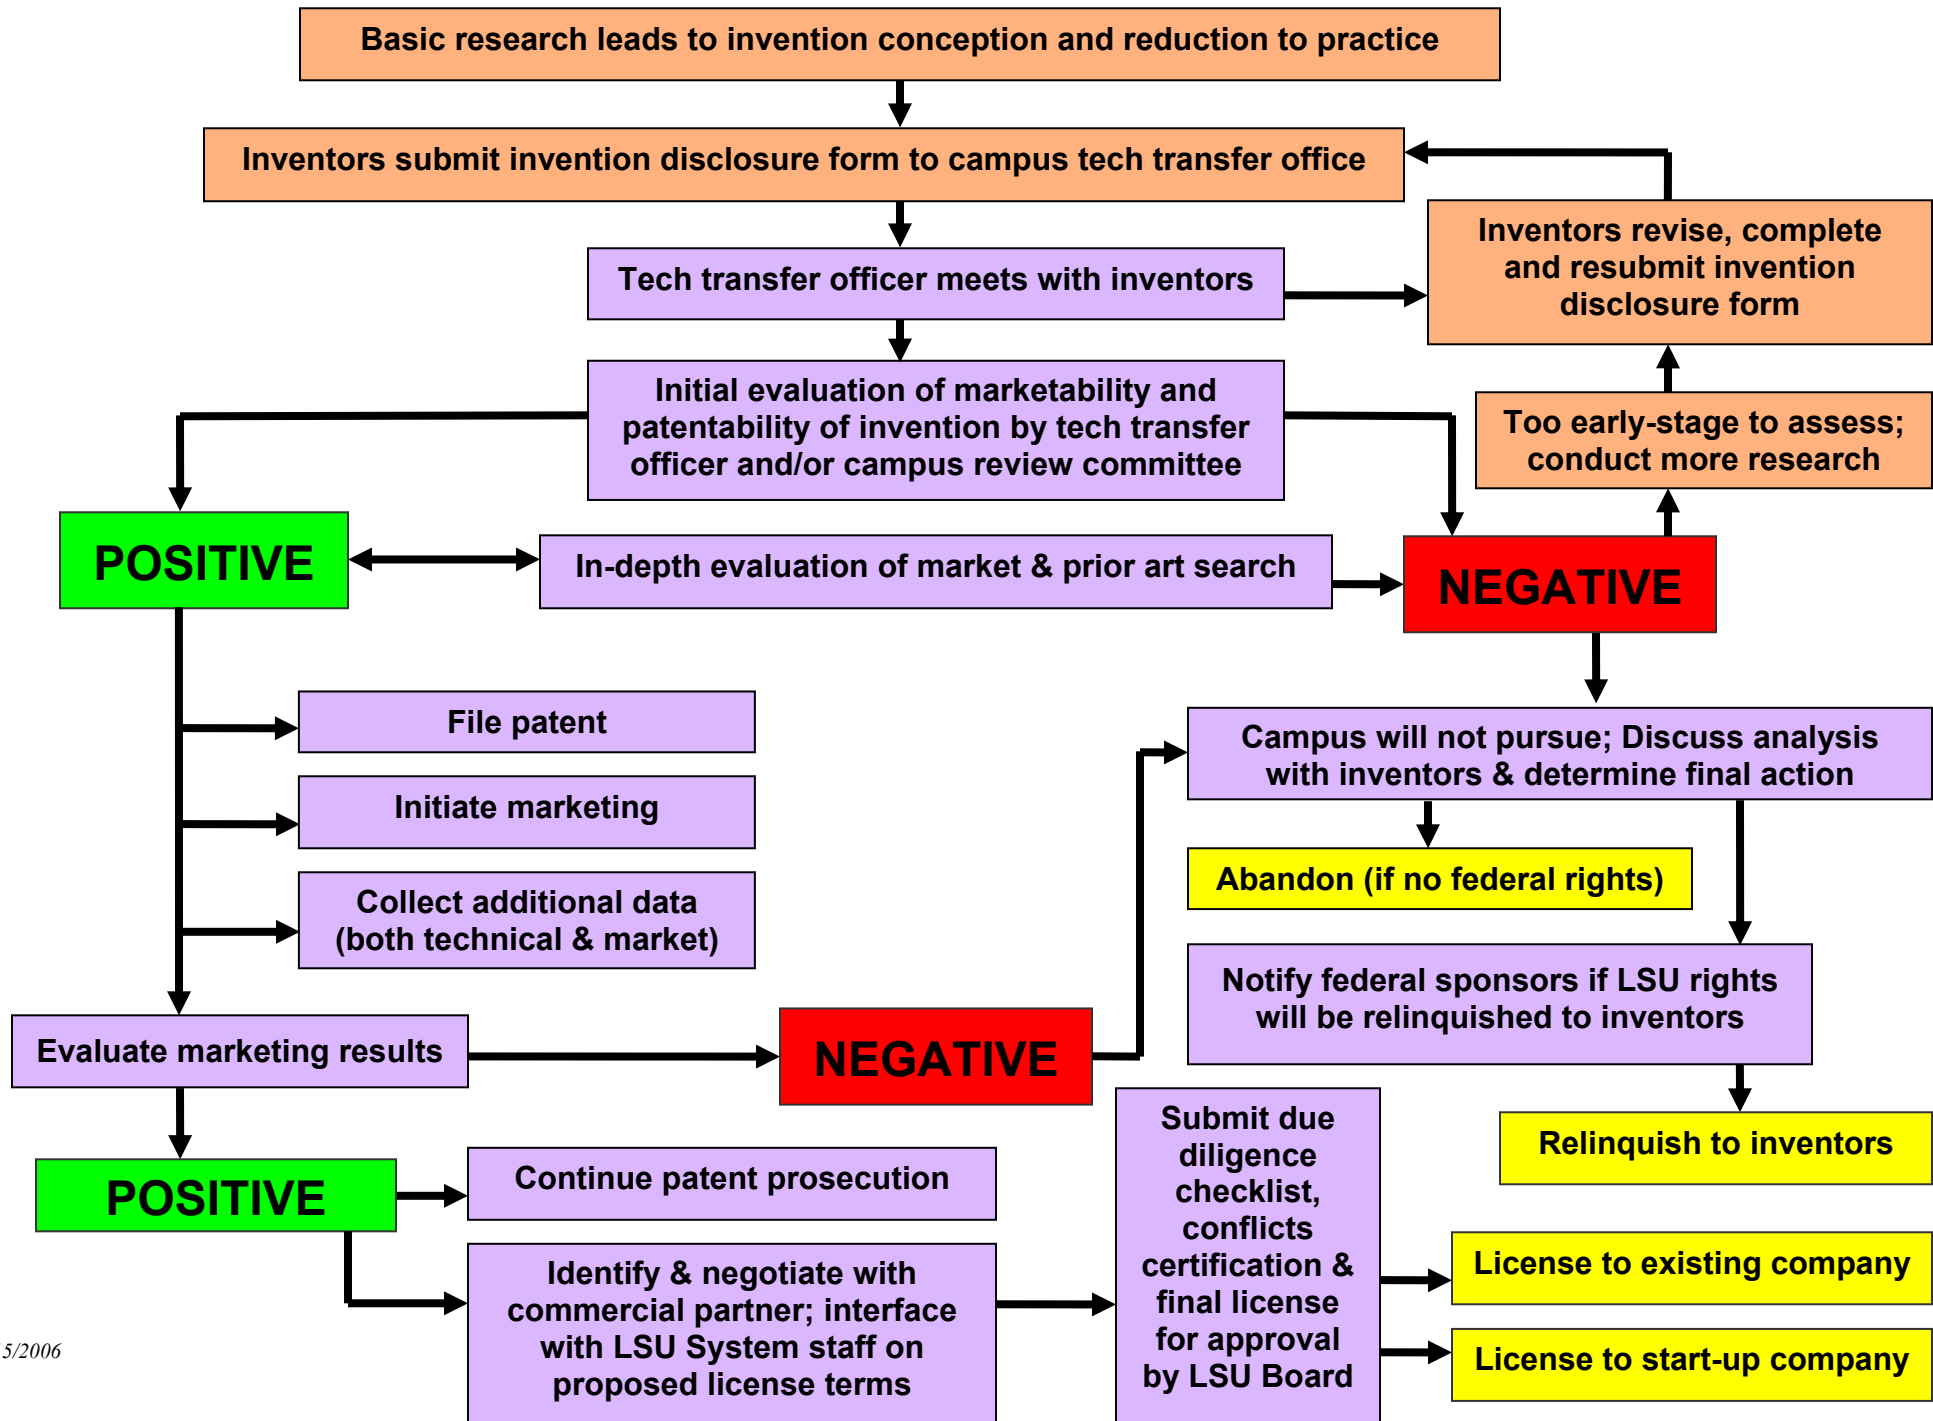 Basic research leads to invention conception and reduction to practice
Inventors submit invention disclosure form to campus tech transfer office
Inventors revise, complete
and resubmit invention
disclosure form
Tech transfer officer meets with inventors
Initial evaluation of marketability and
patentability of invention by tech transfer
officer and/or campus review committee
Too early-stage to assess;
conduct more research
POSITIVE
In-depth evaluation of market & prior art search
NEGATIVE
File patent
Initiate marketing
Collect additional data
(both technical & market)
Campus will not pursue; Discuss analysis
with inventors & determine final action
Abandon (if no federal rights)
Notify federal sponsors if LSU rights
will be relinquished to inventors
Relinquish to inventors
Evaluate marketing results
NEGATIVE
POSITIVE
Continue patent prosecution
Identify & negotiate with
commercial partner; interface
with LSU System staff on
proposed license terms
Submit due
diligence
checklist,
conflicts
certification &
final license
for approval
by LSU Board
License to existing company
License to start-up company
5/2006